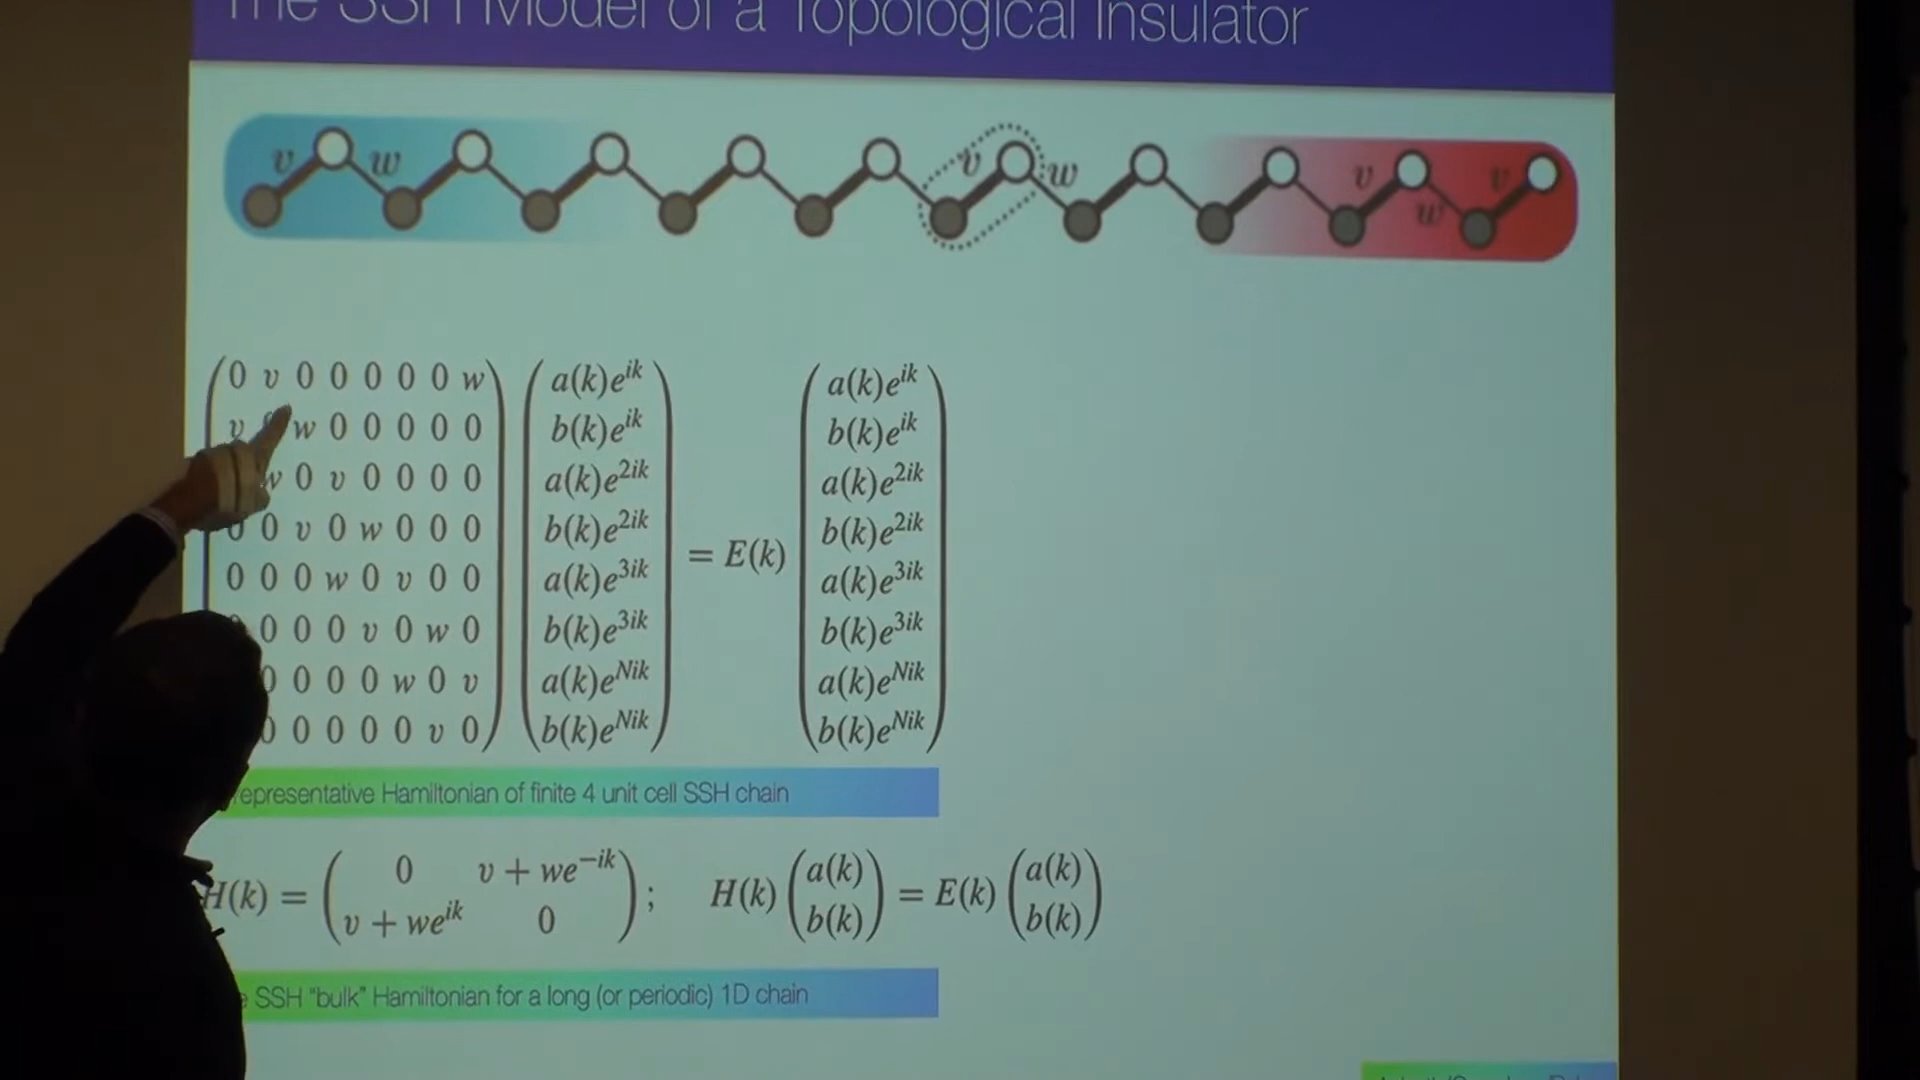 The SSH Model of a Topological Insulator
v w v w v w v
0 v 0 0 0 0 0 w
v w 0 0 0 0 0
w 0 v 0 0 0 0
0 0 v 0 w 0 0 0
0 0 0 w 0 v 0 0
0 0 0 v 0 w 0
0 0 0 0 w 0 v
0 0 0 0 0 v 0
a(k)e^{ik}
b(k)e^{ik}
a(k)e^{2ik}
b(k)e^{2ik}
a(k)e^{3ik}
b(k)e^{3ik}
a(k)e^{Nik}
b(k)e^{Nik}
= E(k)
a(k)e^{ik}
b(k)e^{ik}
a(k)e^{2ik}
b(k)e^{2ik}
a(k)e^{3ik}
b(k)e^{3ik}
a(k)e^{Nik}
b(k)e^{Nik}
representative Hamiltonian of finite 4 unit cell SSH chain
H(k) = ( 0 v + we^{-ik} ; v + we^{ik} 0 ) ; H(k) ( a(k) ; b(k) ) = E(k) ( a(k) ; b(k) )
SSH "bulk" Hamiltonian for a long (or periodic) 1D chain